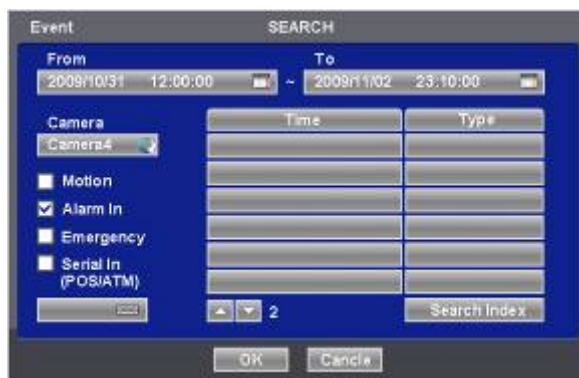 Event SEARCH
From To
2009/10/31 12:00:00 ~ 2009/11/02 23:10:00
Camera Time Type
Camera4
Motion
Alarm In
Emergency
Serial In
(POS/ATM)
2 Search Index
OK Cancle